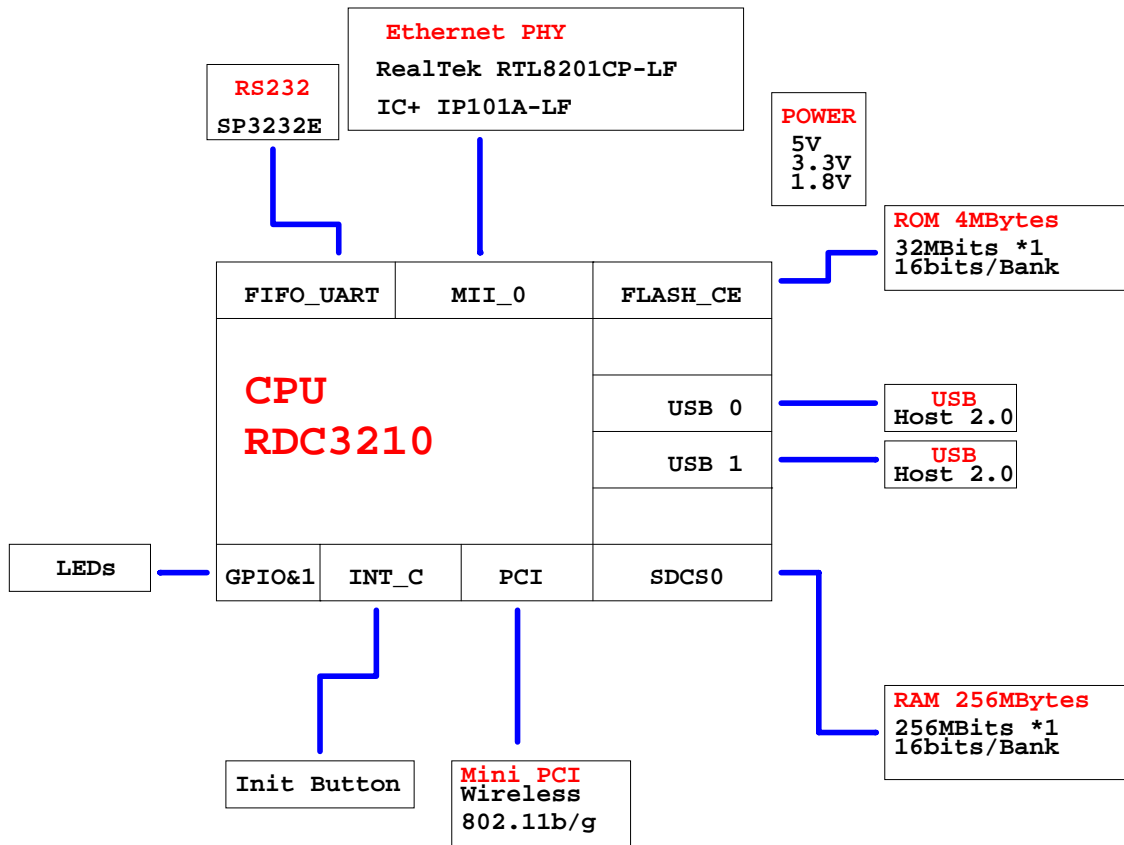 Ethernet PHY
RealTek RTL8201CP-LF
IC+ IP101A-LF
RS232
SP3232E
POWER
5V
3.3V
1.8V
ROM 4MBytes
32MBits *1
16bits/Bank
FIFO_UART
MII_0
FLASH_CE
CPU
RDC3210
USB 0
USB
Host 2.0
USB 1
USB
Host 2.0
LEDs
GPIO&1
INT_C
PCI
SDCS0
RAM 256MBytes
256MBits *1
16bits/Bank
Init Button
Mini PCI
Wireless
802.11b/g